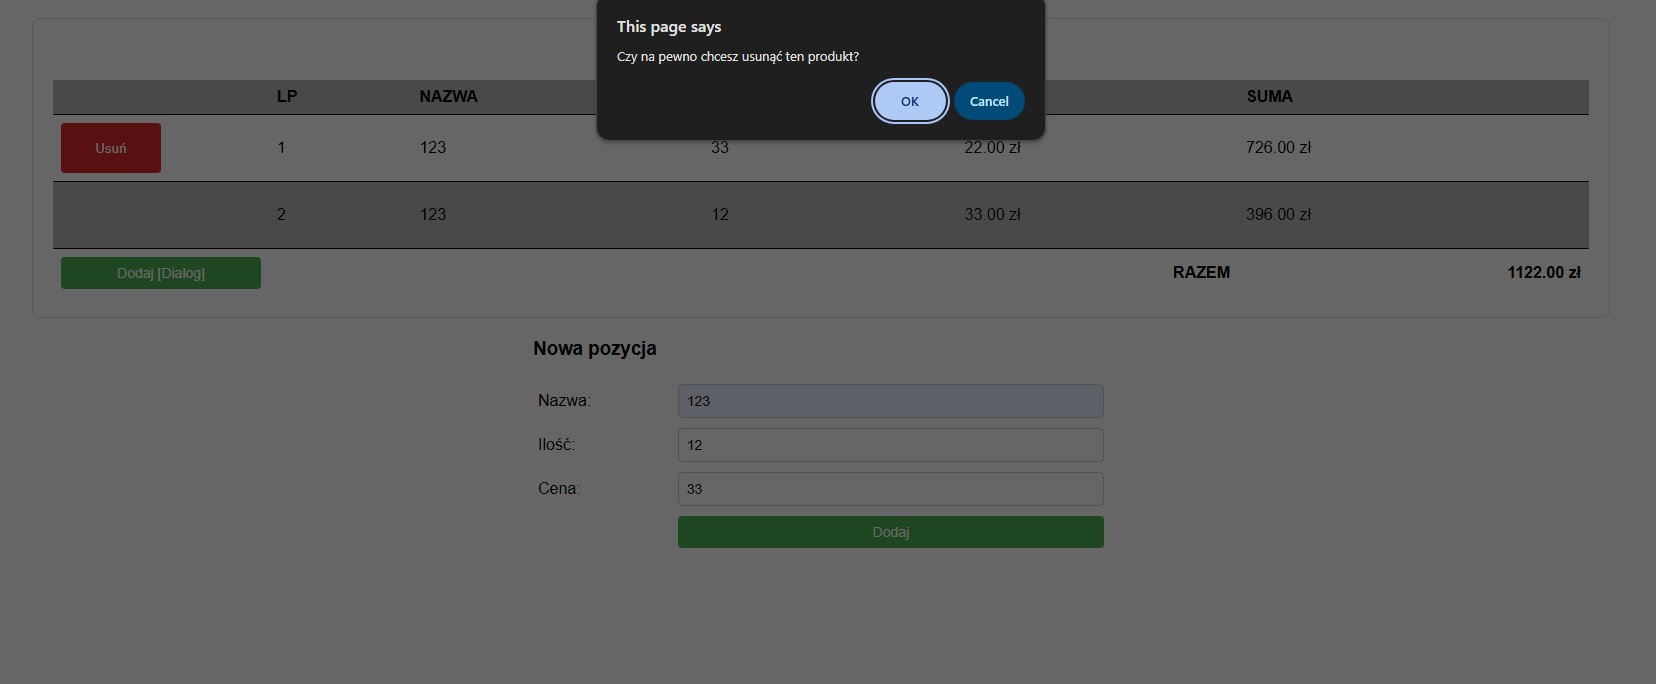 This page says
Czy na pewno chcesz usunąć ten produkt?
OK Cancel
LP NAZWA SUMA
Usuń 1 123 33 22.00 zł 726.00 zł
2 123 12 33.00 zł 396.00 zł
Dodaj [Dialog] RAZEM 1122.00 zł
Nowa pozycja
Nazwa: 123
Ilość: 12
Cena: 33
Dodaj